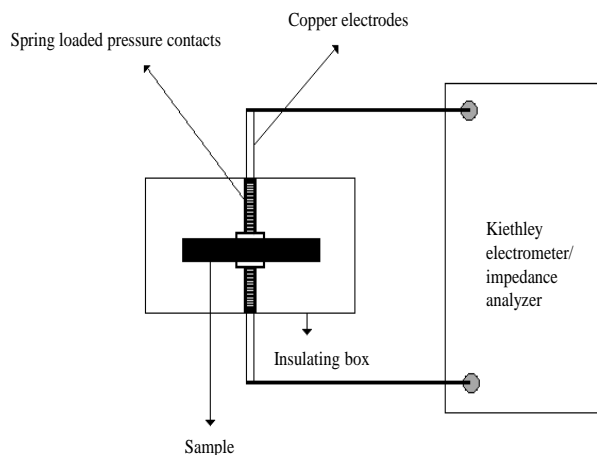 Copper electrodes
Spring loaded pressure contacts
Kiethley
electrometer/
impedance
analyzer
Insulating box
Sample